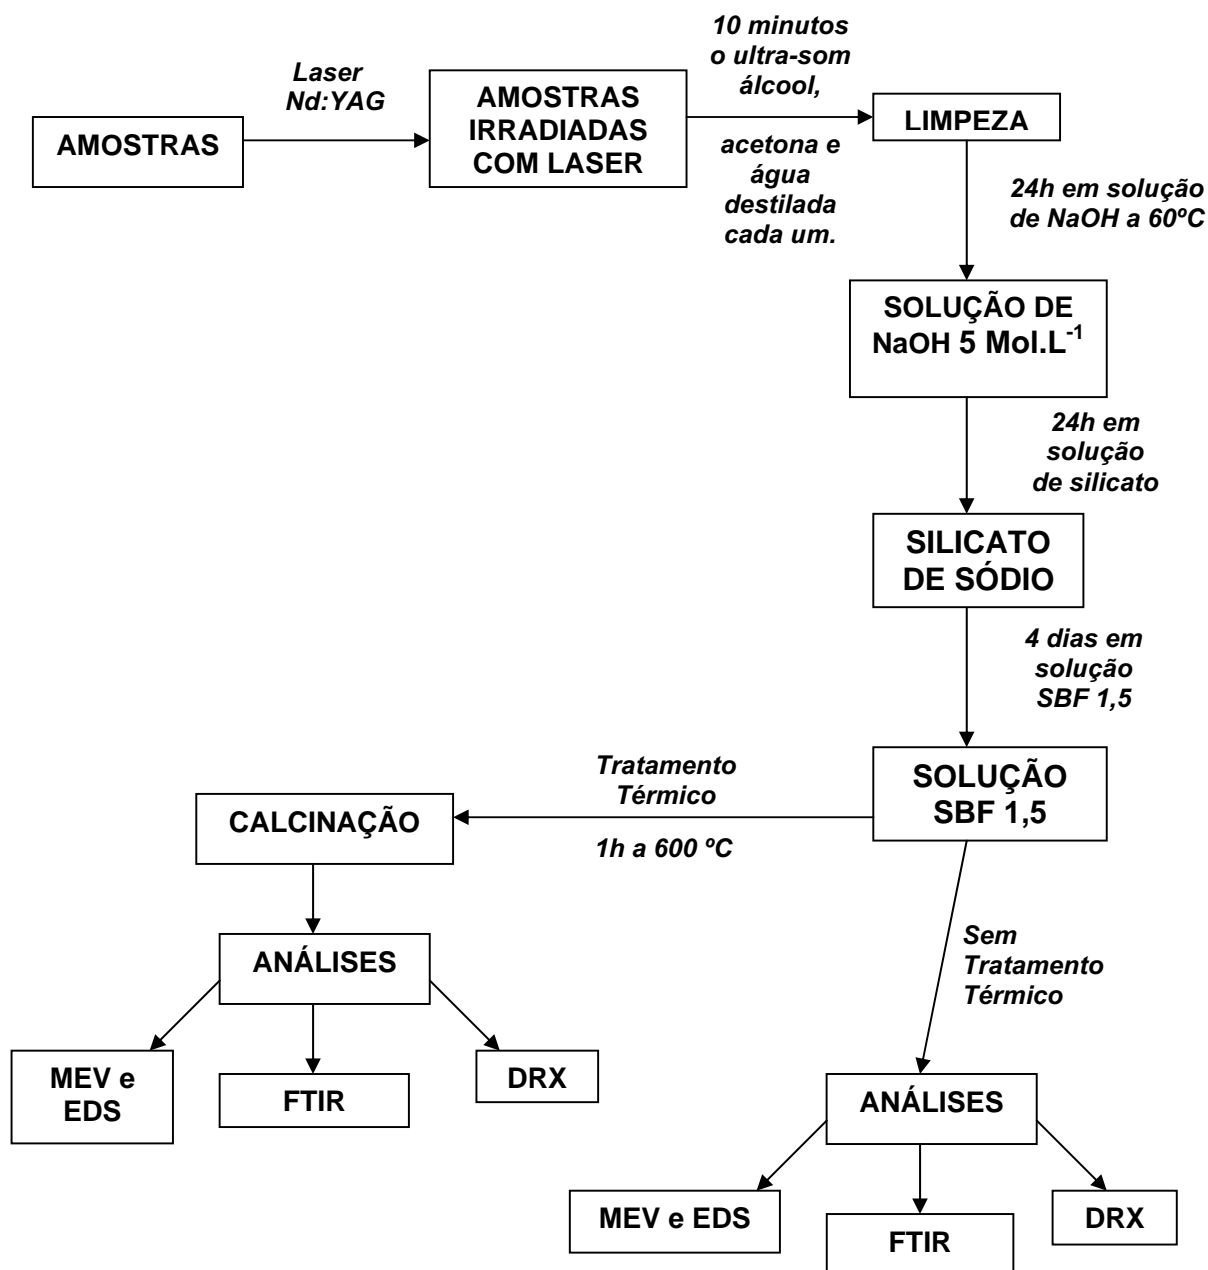 AMOSTRAS
Laser
Nd:YAG
AMOSTRAS
IRRADIADAS
COM LASER
10 minutos
o ultra-som
álcool,
acetona e
água
destilada
cada um.
LIMPEZA
24h em solução
de NaOH a 60ºC
SOLUÇÃO DE
NaOH 5 Mol.L-1
24h em
solução
de silicato
SILICATO
DE SÓDIO
4 dias em
solução
SBF 1,5
SOLUÇÃO
SBF 1,5
Tratamento
Térmico
1h a 600 ºC
CALCINAÇÃO
ANÁLISES
MEV e
EDS
FTIR
DRX
Sem
Tratamento
Térmico
ANÁLISES
MEV e EDS
FTIR
DRX